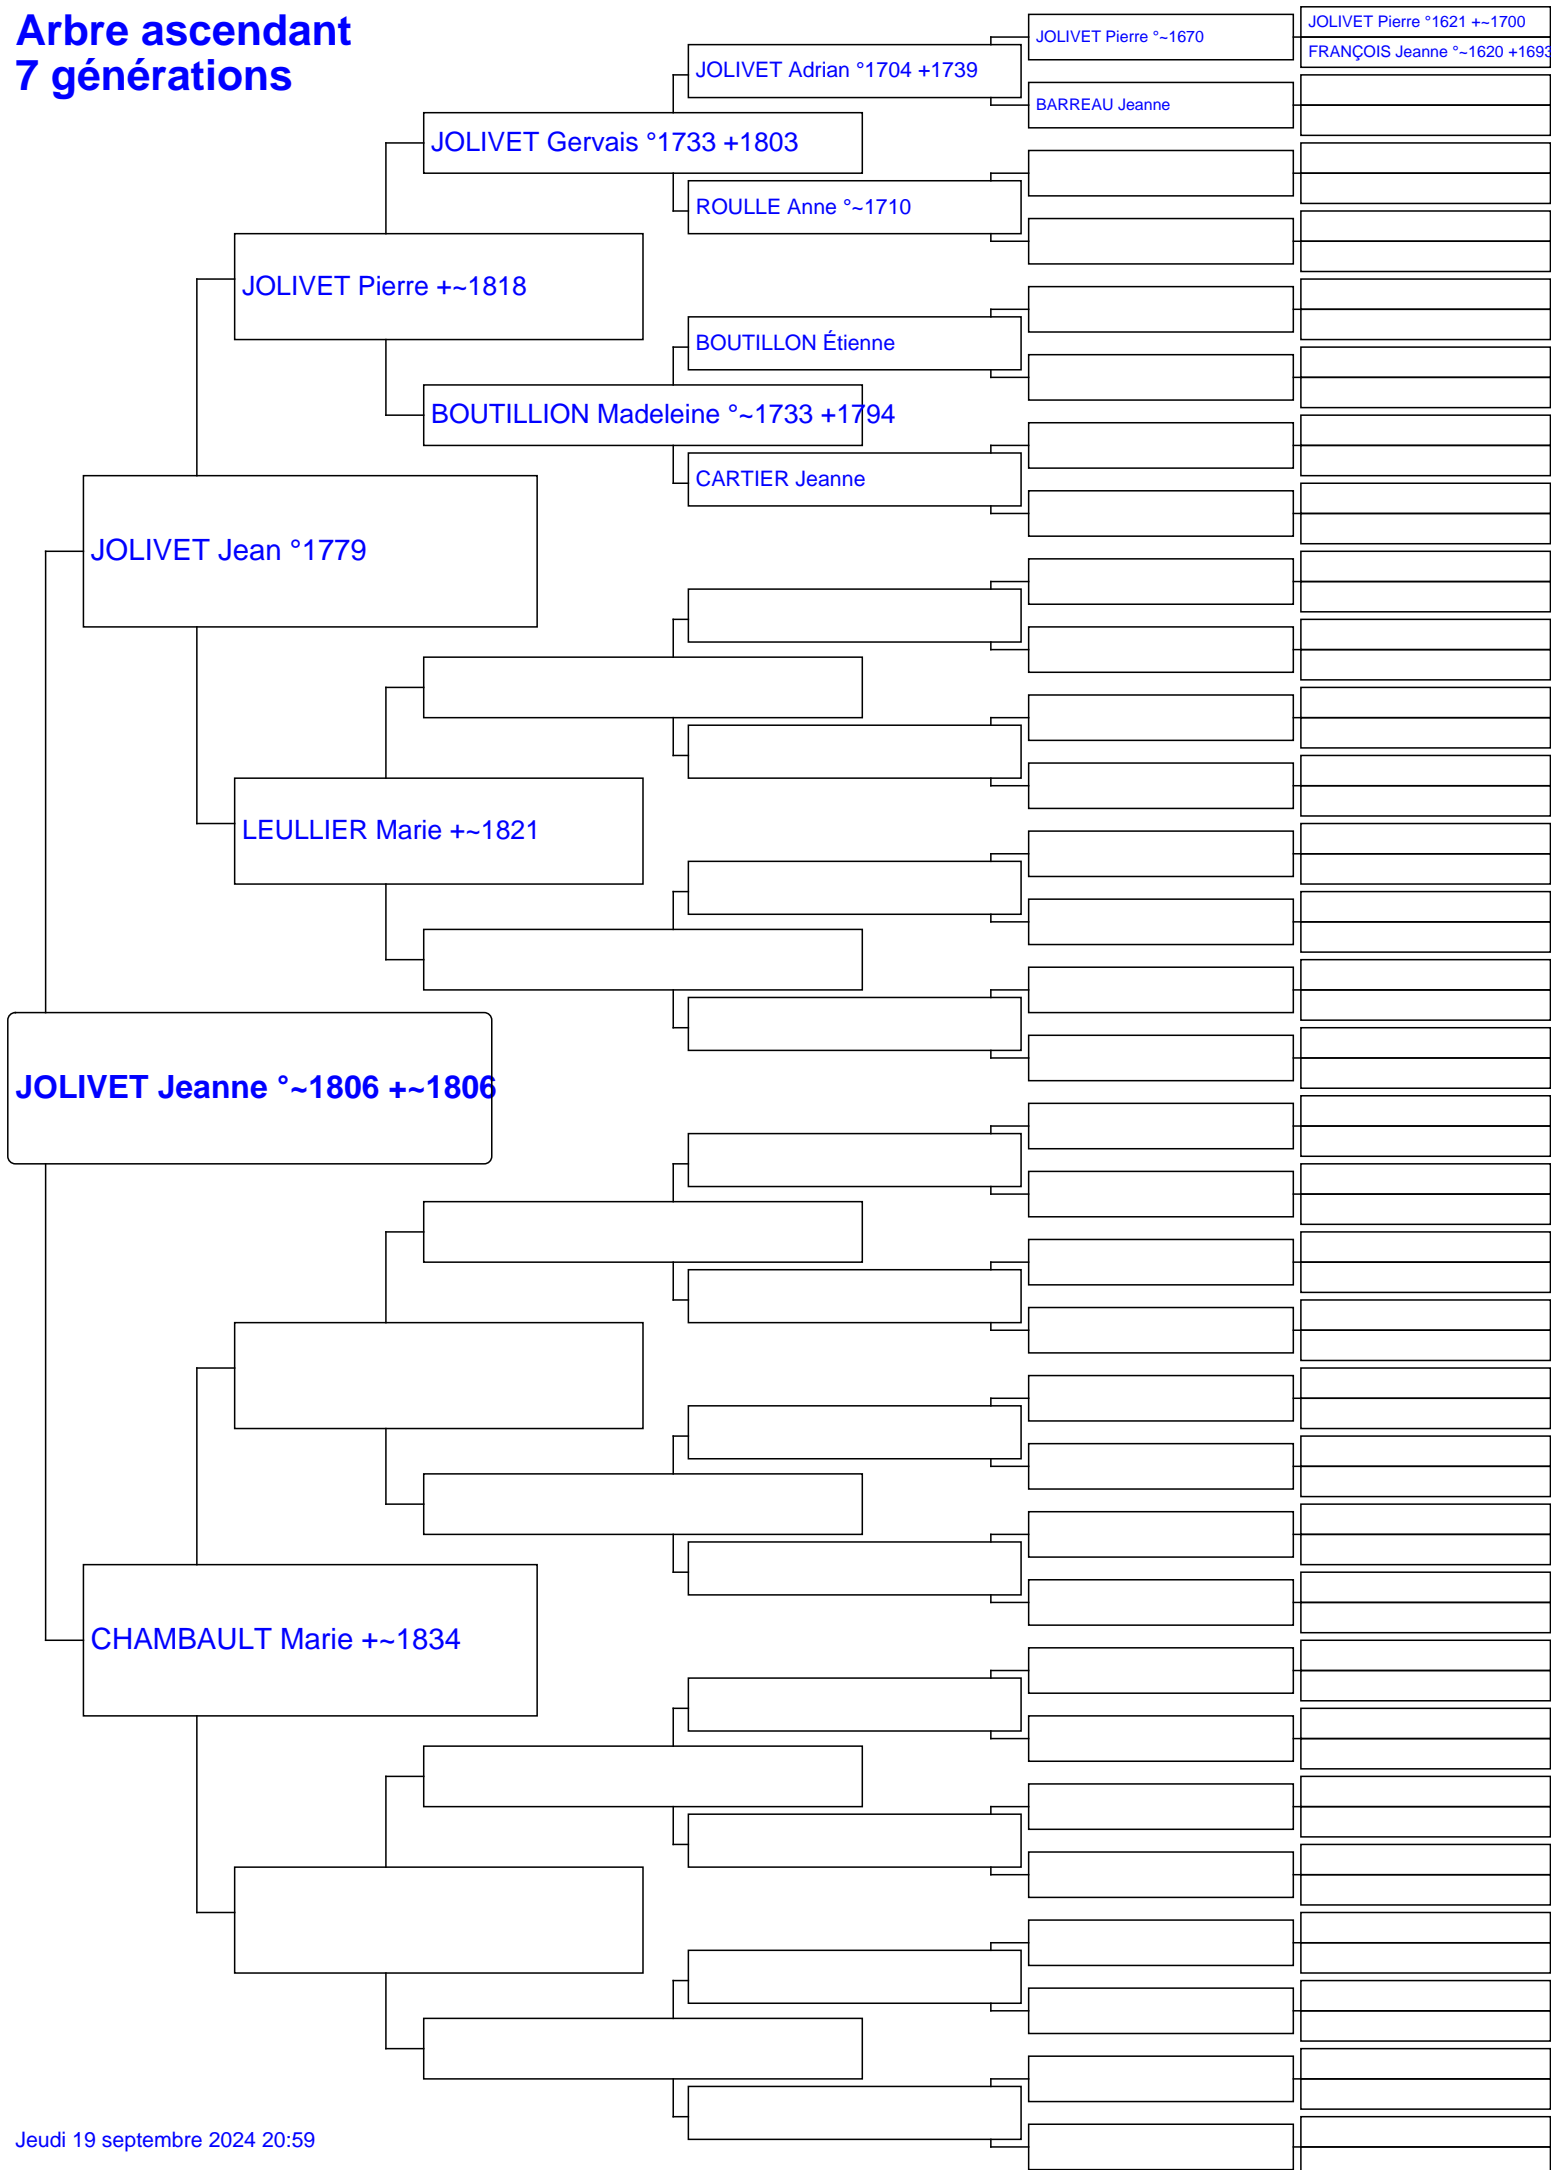 Arbre ascendant
7 générations
JOLIVET Pierre °1621 +~1700
JOLIVET Pierre °~1670
FRANÇOIS Jeanne °~1620 +1693
JOLIVET Adrian °1704 +1739
BARREAU Jeanne
JOLIVET Gervais °1733 +1803
ROULLE Anne °~1710
JOLIVET Pierre +~1818
BOUTILLON Étienne
BOUTILLION Madeleine °~1733 +1794
CARTIER Jeanne
JOLIVET Jean °1779
LEULLIER Marie +~1821
JOLIVET Jeanne °~1806 +~1806
CHAMBAULT Marie +~1834
Jeudi 19 septembre 2024 20:59